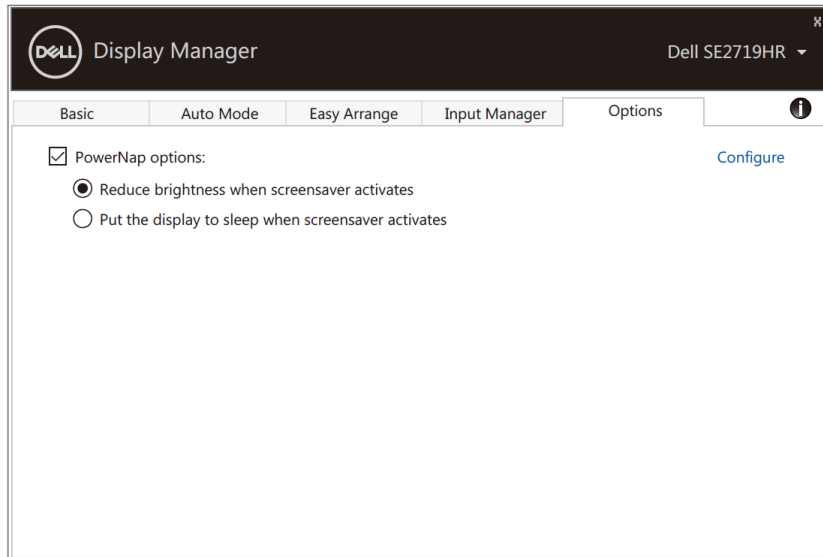 DELL Display Manager
Dell SE2719HR
Basic Auto Mode Easy Arrange Input Manager Options
PowerNap options: Configure
Reduce brightness when screensaver activates
Put the display to sleep when screensaver activates